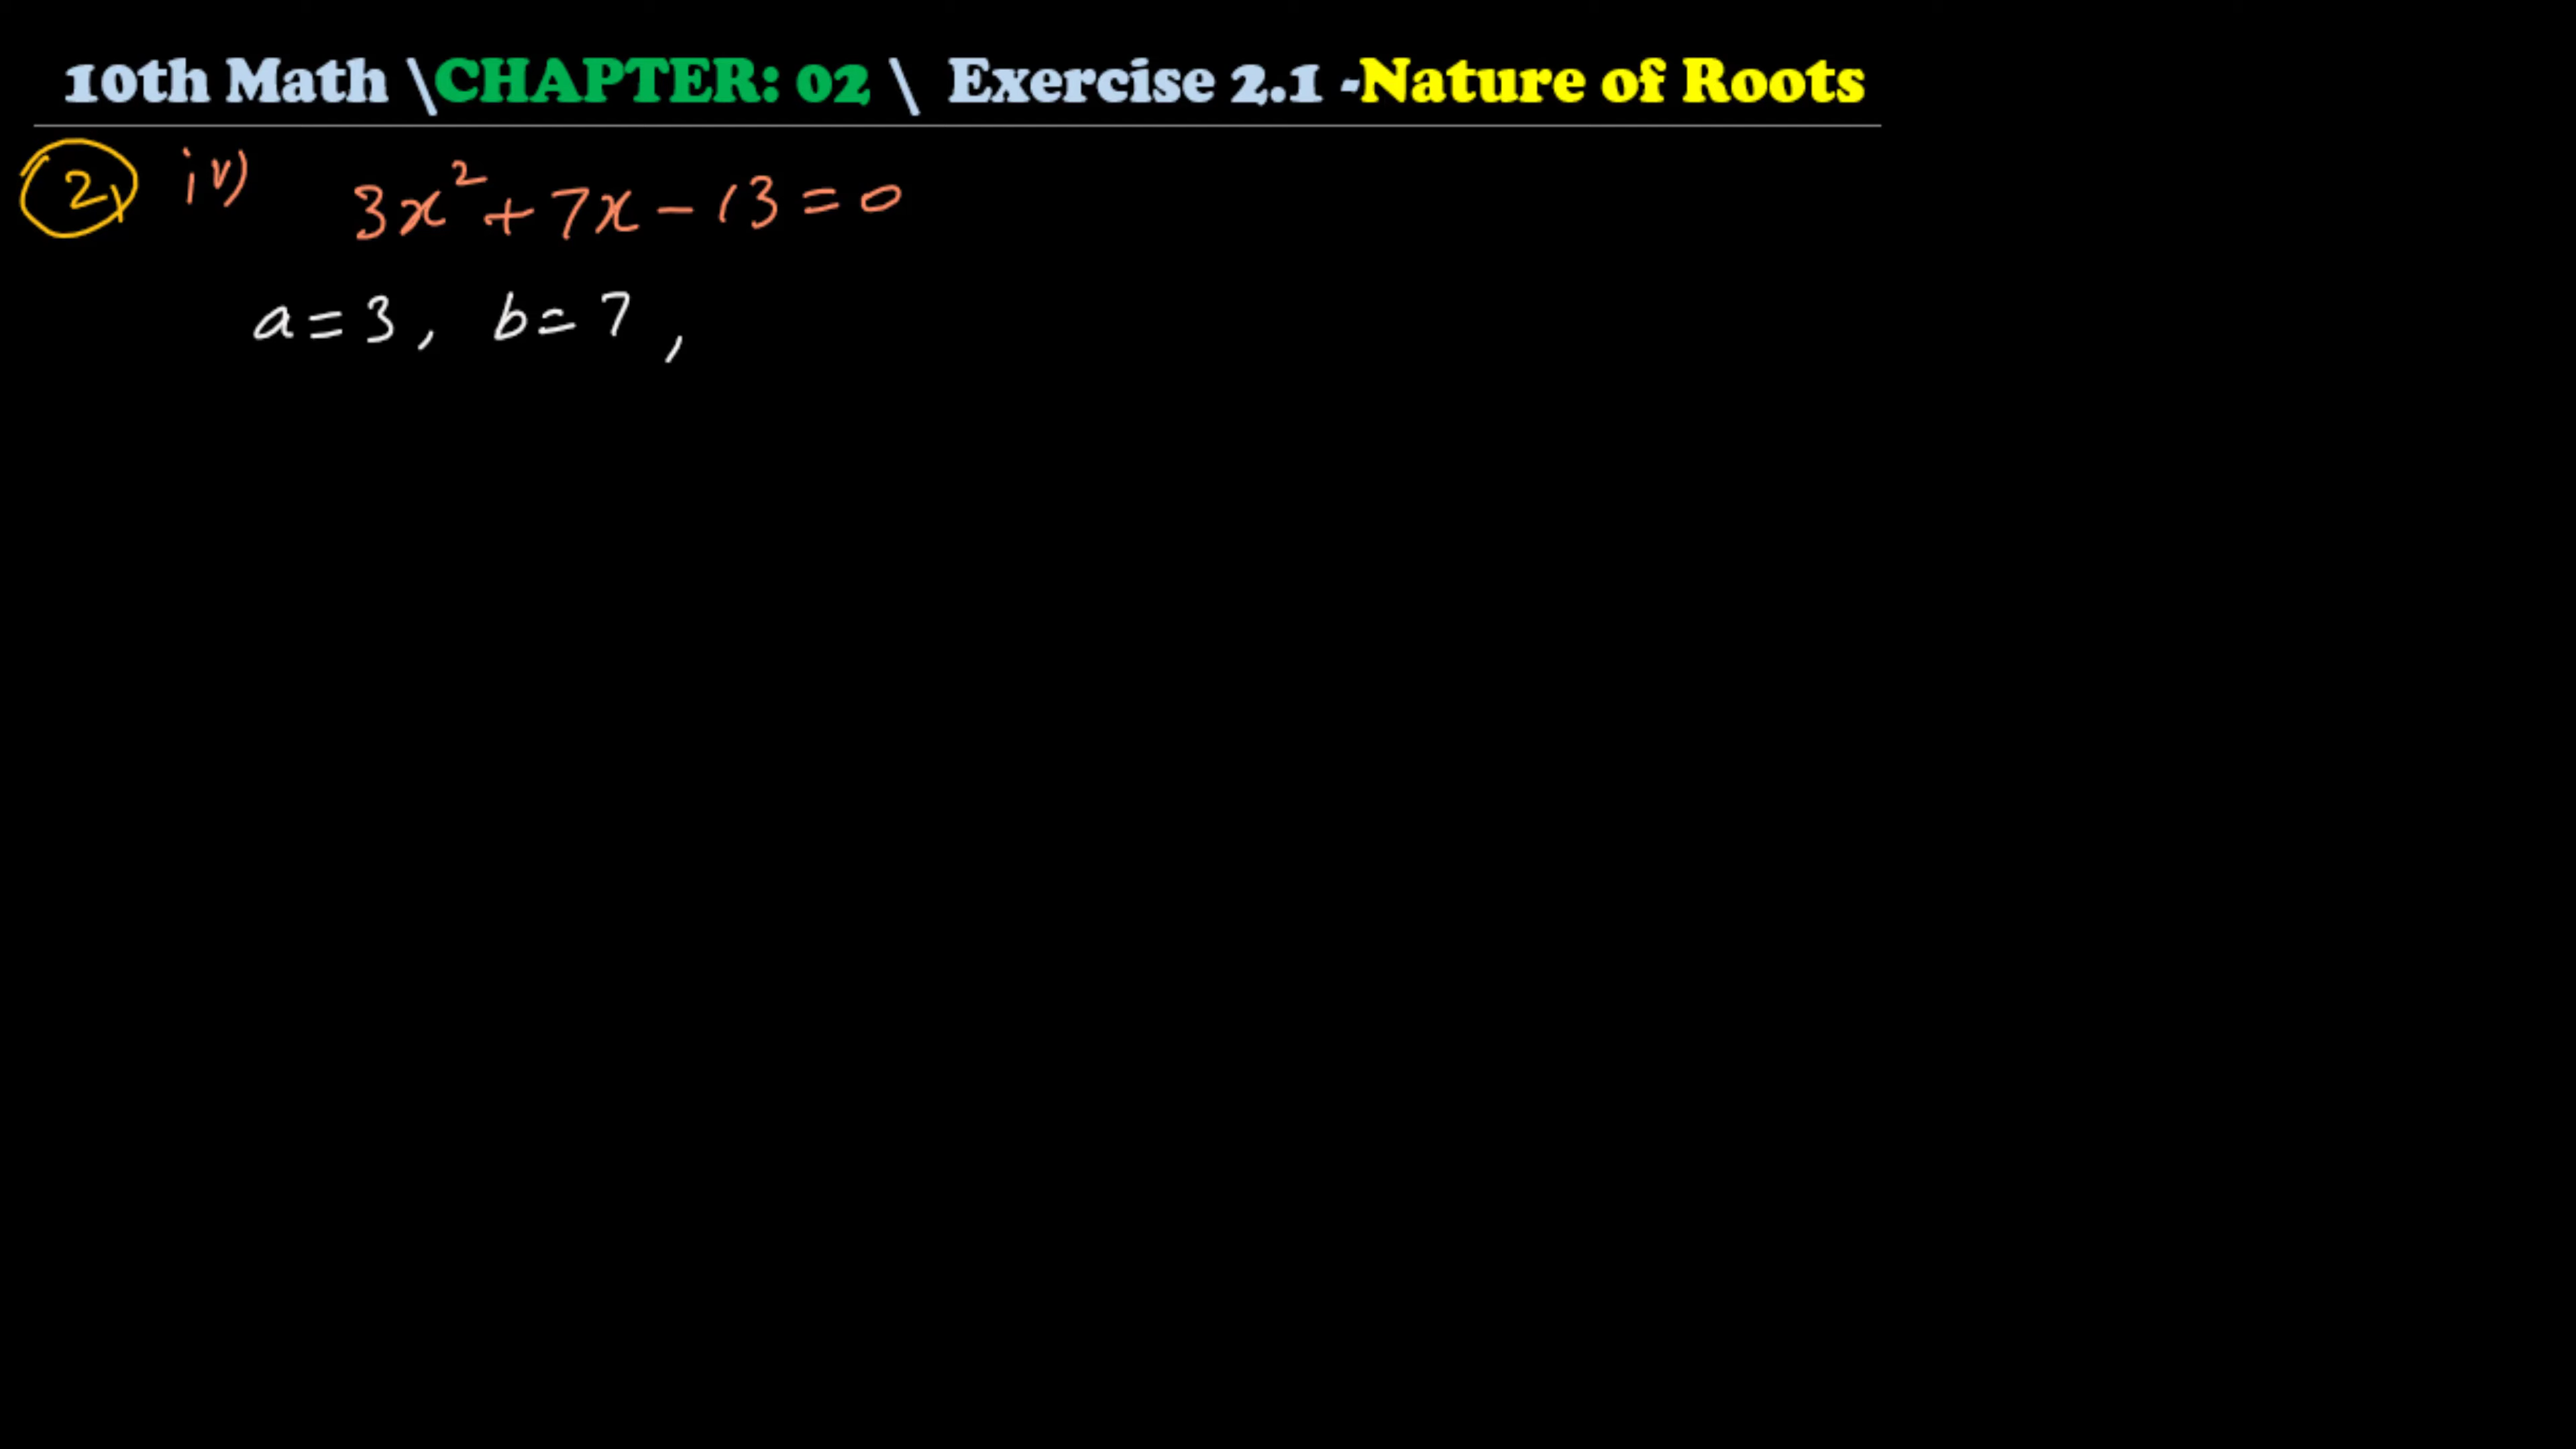 10th Math \CHAPTER: 02 \ Exercise 2.1 -Nature of Roots
2) iv) 3x² + 7x - 13 = 0
a = 3, b = 7,